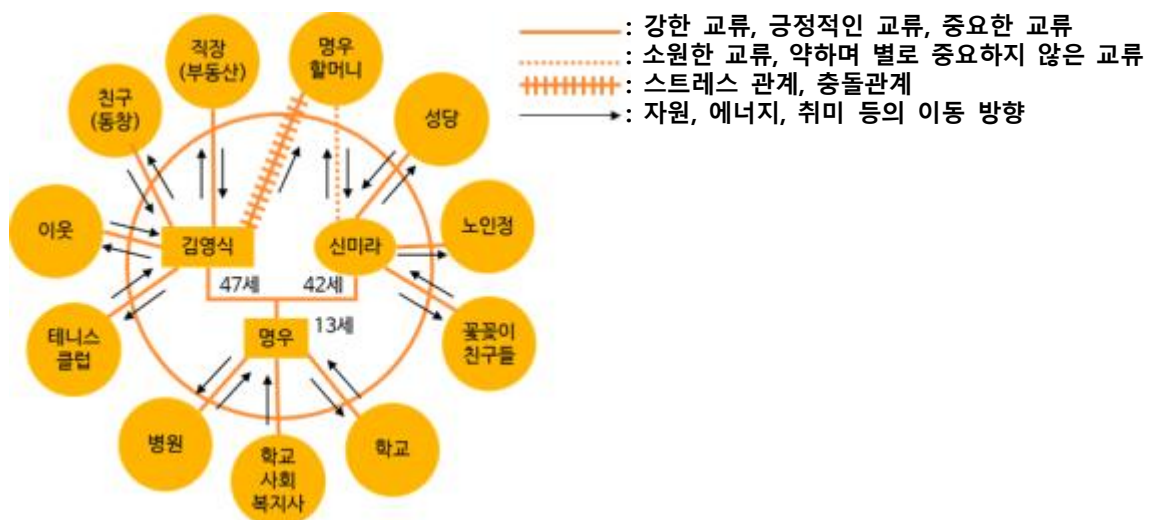 직장
(부동산)
명우
할머니
친구
(동창)
성당
이웃
김영식
신미라
노인정
47세
42세
13세
명우
테니스
클럽
꽃꽂이
친구들
병원
학교
사회
복지사
학교
: 강한 교류, 긍정적인 교류, 중요한 교류
: 소원한 교류, 약하며 별로 중요하지 않은 교류
: 스트레스 관계, 충돌관계
: 자원, 에너지, 취미 등의 이동 방향